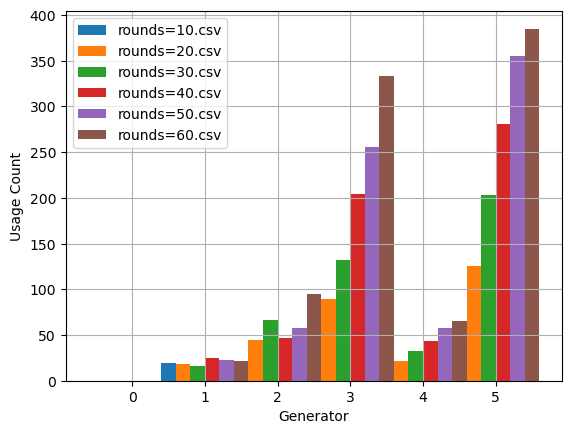 400
350
300
250
200
150
100
50
0
Usage Count
rounds=10.csv
rounds=20.csv
rounds=30.csv
rounds=40.csv
rounds=50.csv
rounds=60.csv
0 1 2 3 4 5
Generator